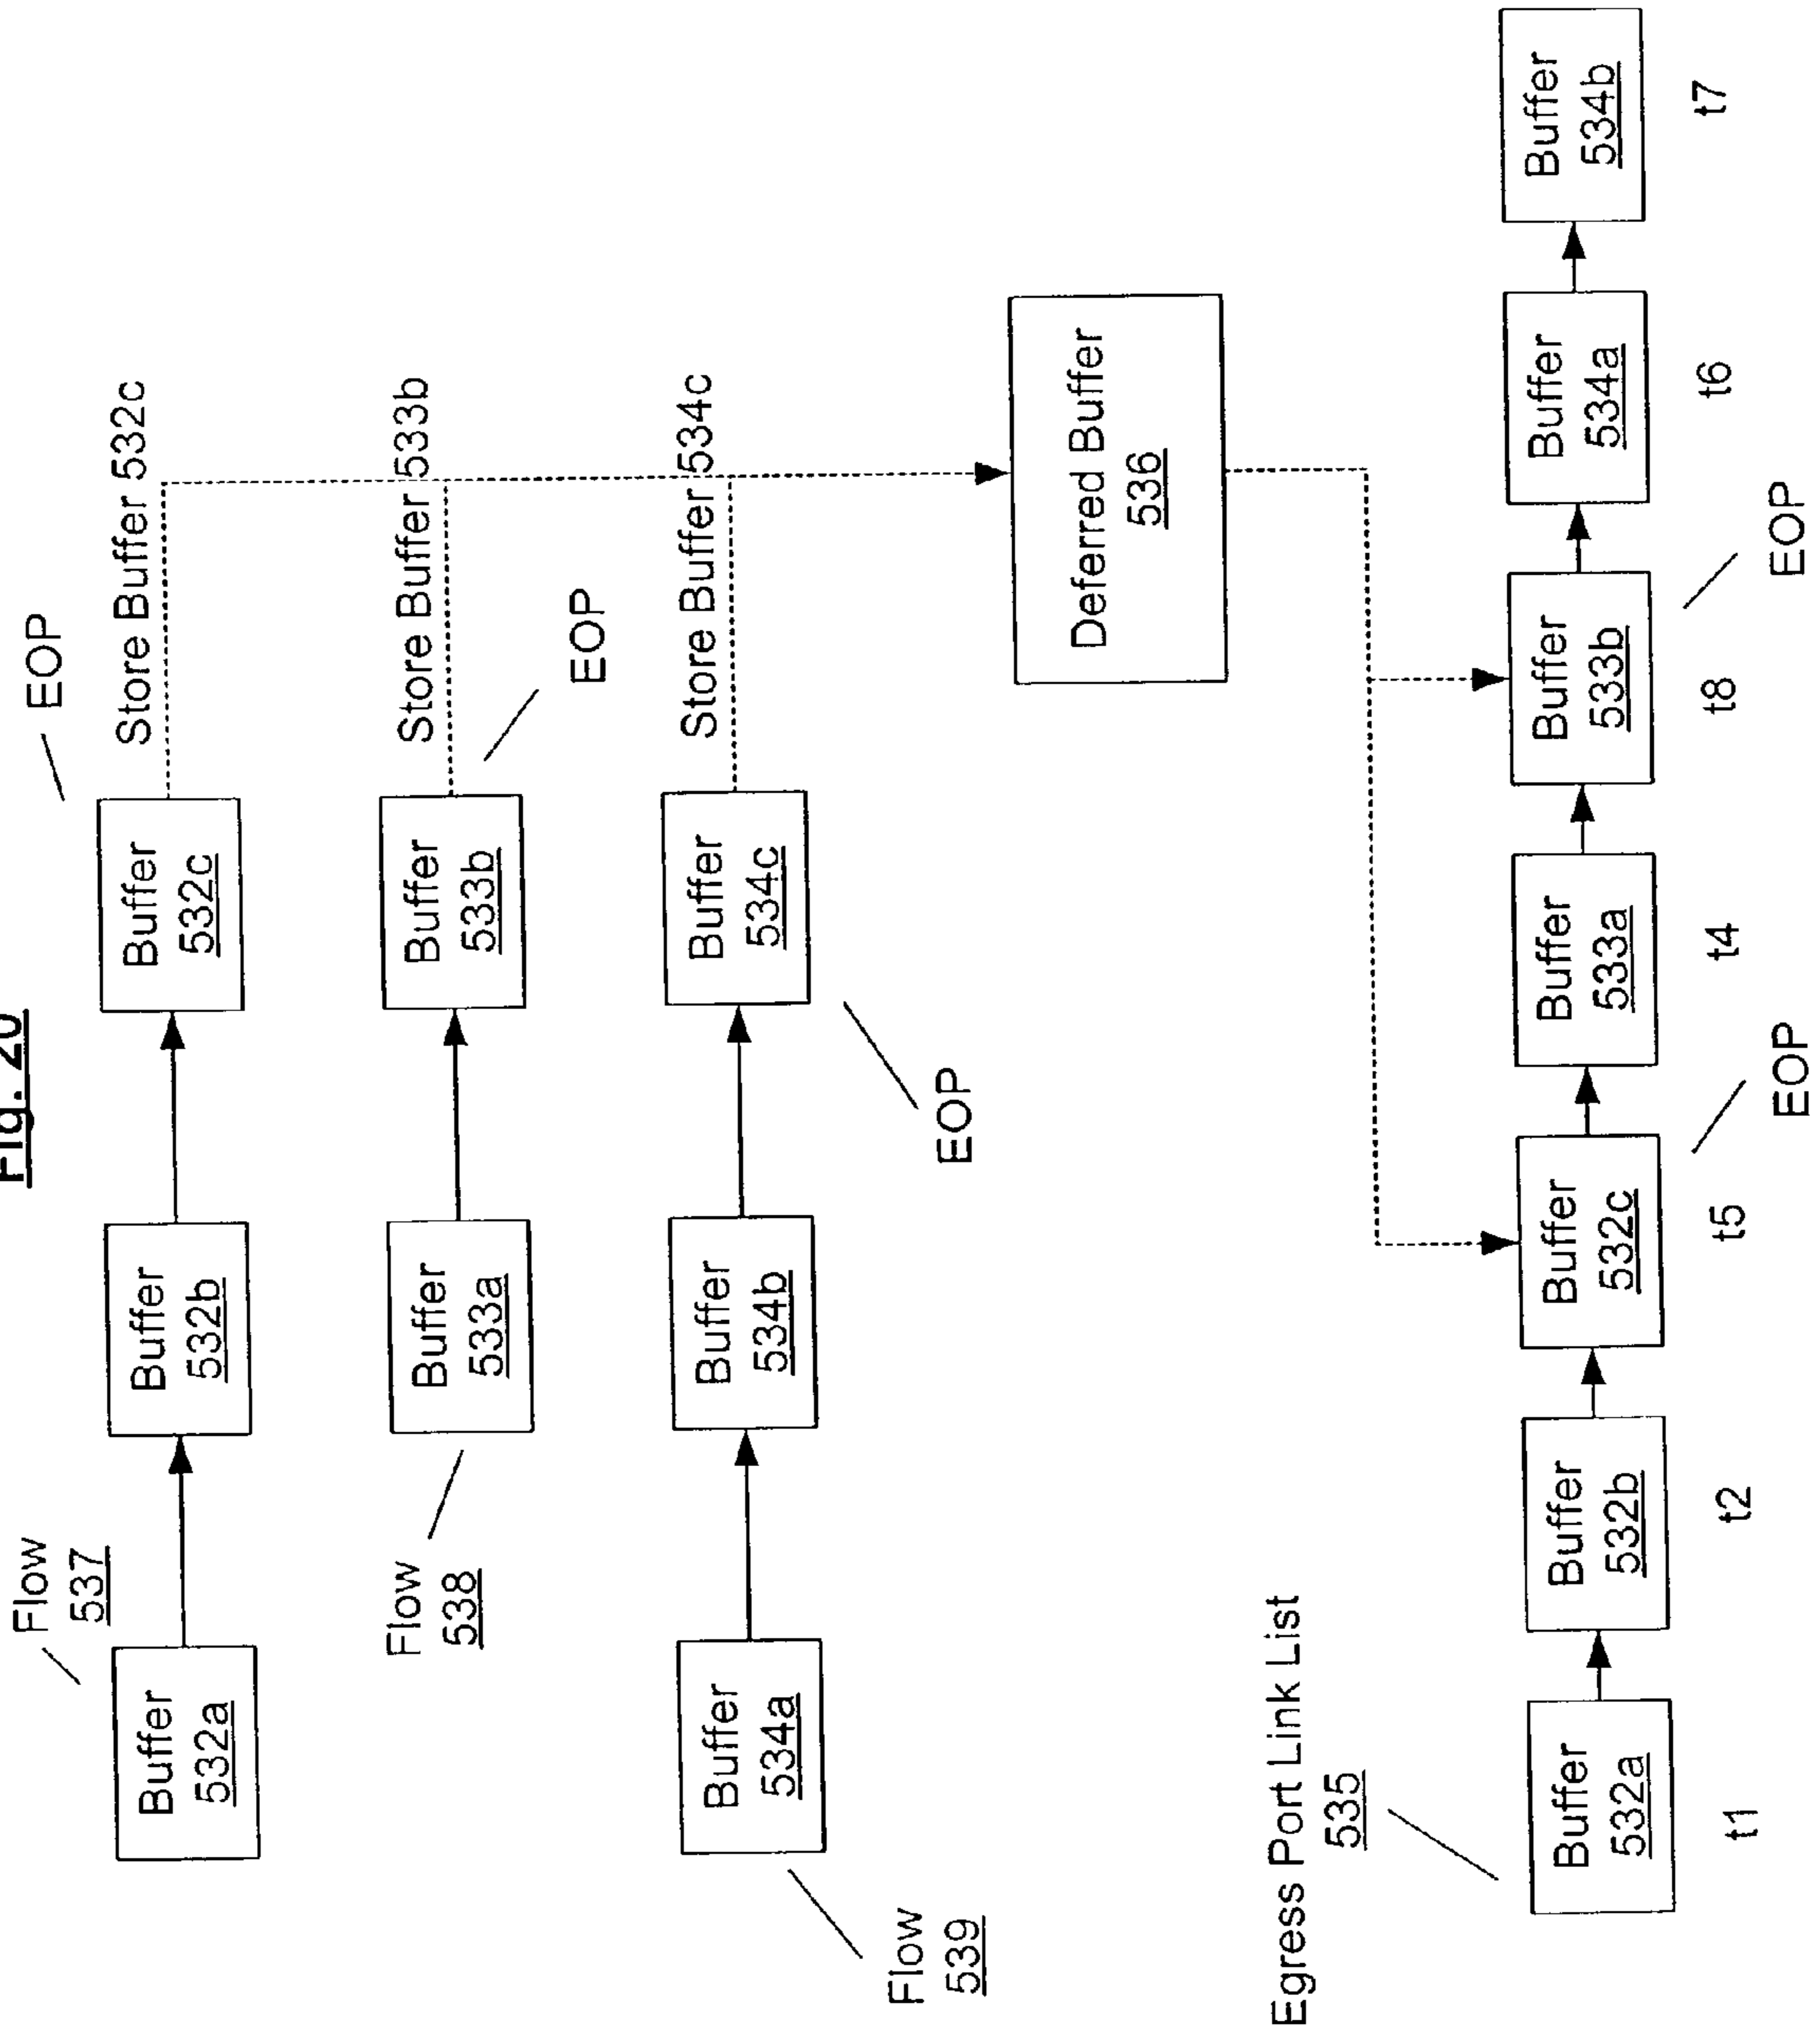 Fig. 20
Flow
537
EOP
Buffer
532a
Buffer
532b
Buffer
532c
Store Buffer 532c
Flow
538
Buffer
533a
Buffer
533b
Store Buffer 533b
EOP
Buffer
534a
Buffer
534b
Buffer
534c
Store Buffer 534c
Flow
539
EOP
Deferred Buffer
536
Egress Port Link List
535
Buffer
532a
Buffer
532b
Buffer
532c
Buffer
533a
Buffer
533b
Buffer
534a
Buffer
534b
t1
t2
t5
t4
t8
t6
t7
EOP
EOP